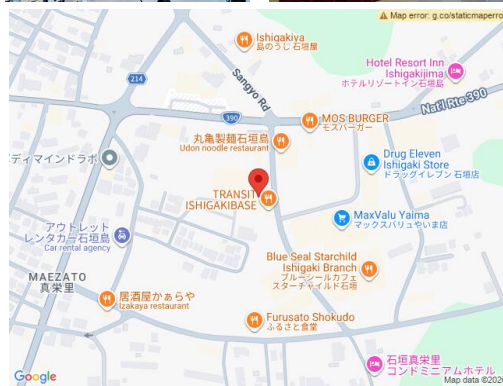 Map error: g.co/staticmaperro
Ishigakiya
島のうし 石垣屋
Sangyo Rd
Hotel Resort Inn
Ishigakijima
ホテルリゾートイン石垣島
214
390
Nat'l Rte 390
MOS BURGER
モスバーガー
丸亀製麺石垣島
Udon noodle restaurant
ディマインドラボ
Drug Eleven
Ishigaki Store
ドラッグイレブン 石垣店
TRANSIT
ISHIGAKIBASE
MaxValu Yaima
マックスバリュやいま店
アウトレット
レンタカー石垣島
Car rental agency
Blue Seal Starchild
Ishigaki Branch
ブルーシールカフェ
スターチャイルド石垣
MAEZATO
真栄里
居酒屋かぁらや
Izakaya restaurant
Furusato Shokudo
ふるさと食堂
石垣真栄里
コンドミニアムホテル
Google
Map data ©202